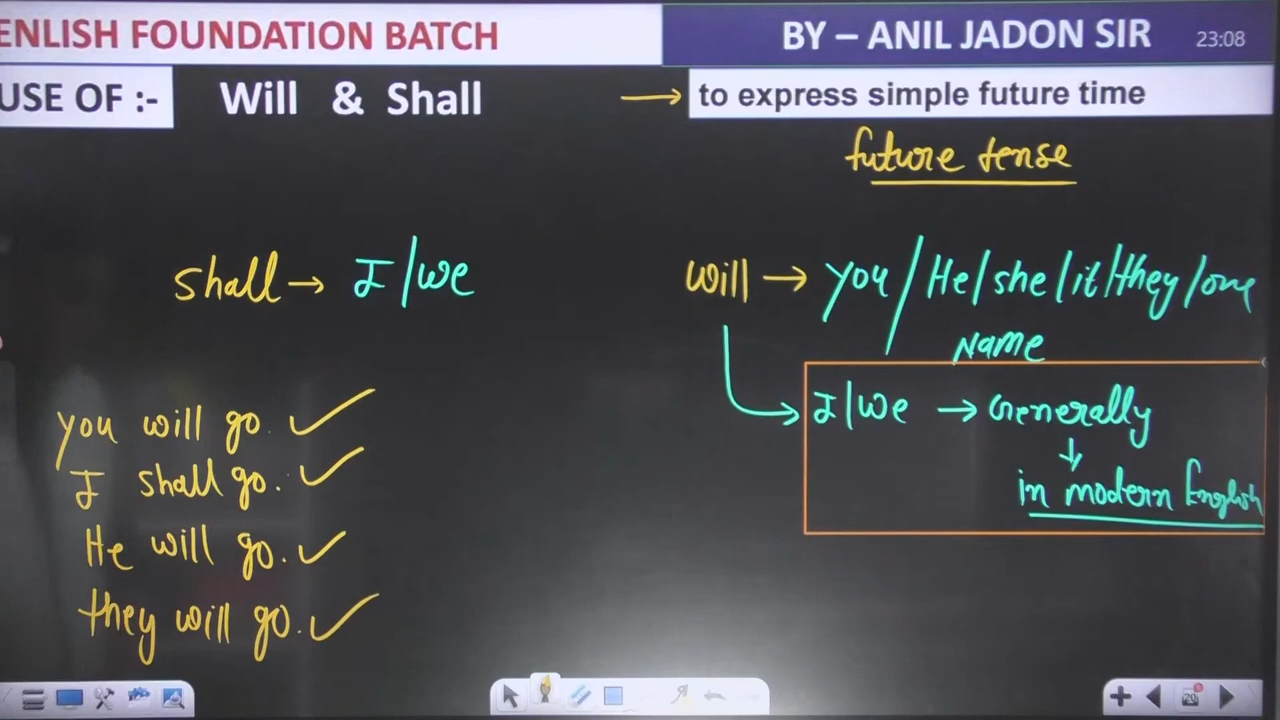 ENLISH FOUNDATION BATCH
BY – ANIL JADON SIR 23:08
USE OF :- Will & Shall → to express simple future time
future tense
Shall → I/we
will → you/He/she/it/they/one
Name
I/we → Generally
↓
in modern English
you will go. ✓
I shall go. ✓
He will go. ✓
they will go. ✓
20